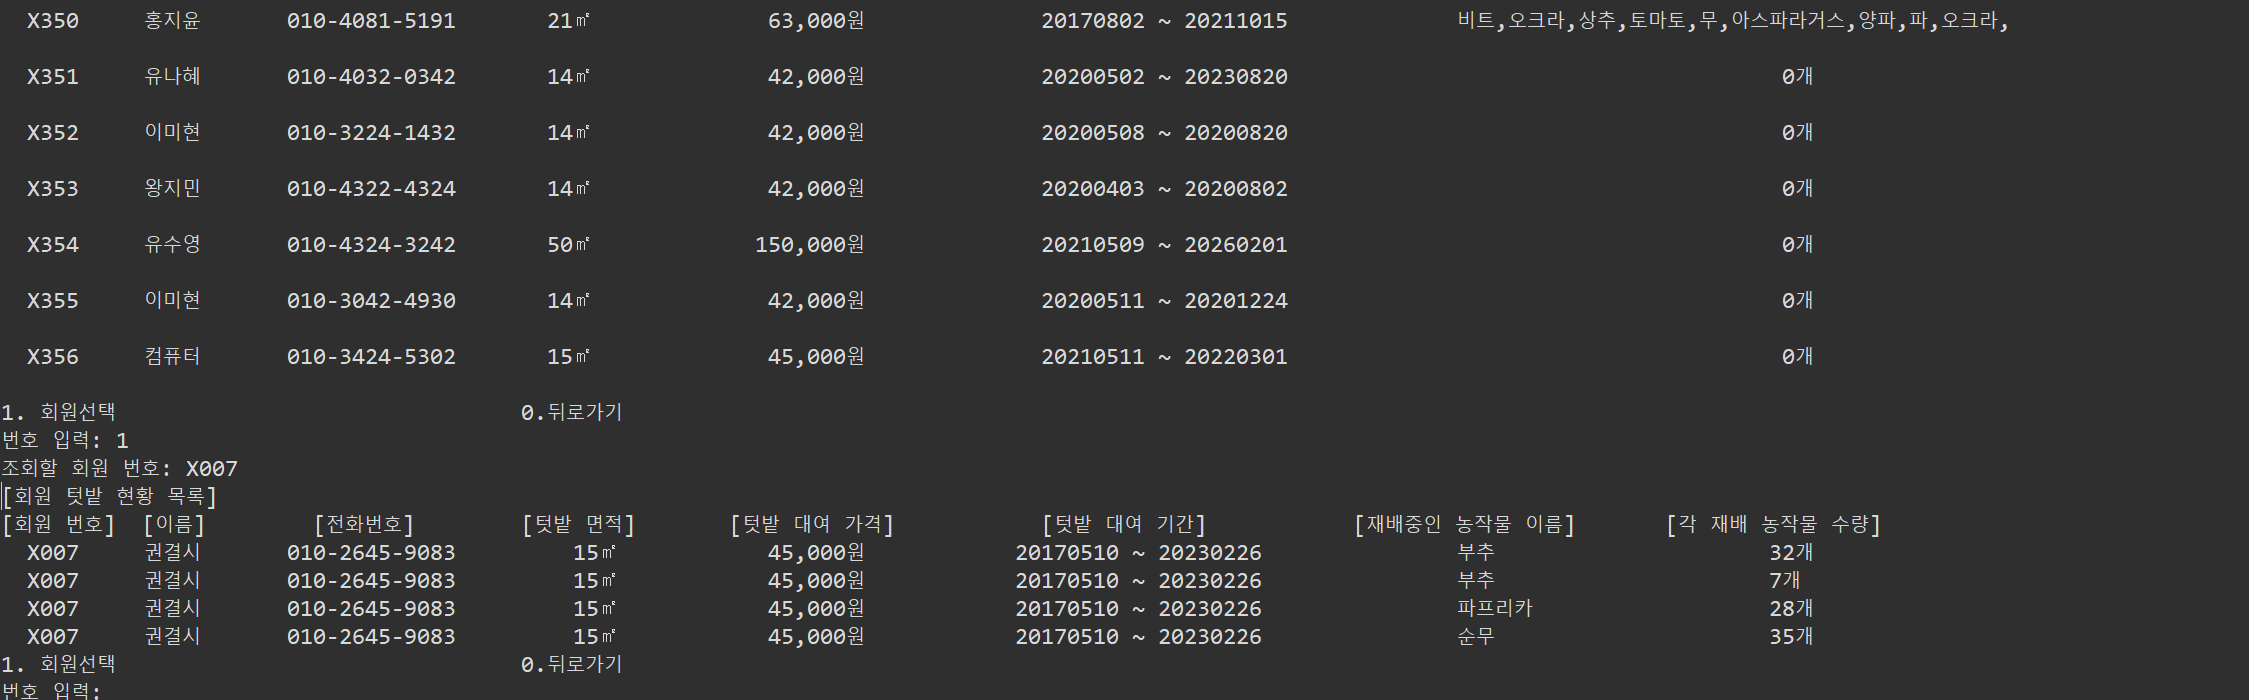 X350 홍지윤 010-4081-5191 21㎡ 63,000원 20170802 ~ 20211015 비트,오크라,상추,토마토,무,아스파라거스,양파,파,오크라,
X351 유나혜 010-4032-0342 14㎡ 42,000원 20200502 ~ 20230820 0개
X352 이미현 010-3224-1432 14㎡ 42,000원 20200508 ~ 20200820 0개
X353 왕지민 010-4322-4324 14㎡ 42,000원 20200403 ~ 20200802 0개
X354 유수영 010-4324-3242 50㎡ 150,000원 20210509 ~ 20260201 0개
X355 이미현 010-3042-4930 14㎡ 42,000원 20200511 ~ 20201224 0개
X356 컴퓨터 010-3424-5302 15㎡ 45,000원 20210511 ~ 20220301 0개
1. 회원선택 0.뒤로가기
번호 입력: 1
조회할 회원 번호: X007
[회원 텃밭 현황 목록]
[회원 번호] [이름] [전화번호] [텃밭 면적] [텃밭 대여 가격] [텃밭 대여 기간] [재배중인 농작물 이름] [각 재배 농작물 수량]
X007 권결시 010-2645-9083 15㎡ 45,000원 20170510 ~ 20230226 부추 32개
X007 권결시 010-2645-9083 15㎡ 45,000원 20170510 ~ 20230226 부추 7개
X007 권결시 010-2645-9083 15㎡ 45,000원 20170510 ~ 20230226 파프리카 28개
X007 권결시 010-2645-9083 15㎡ 45,000원 20170510 ~ 20230226 순무 35개
1. 회원선택 0.뒤로가기
번호 입력: